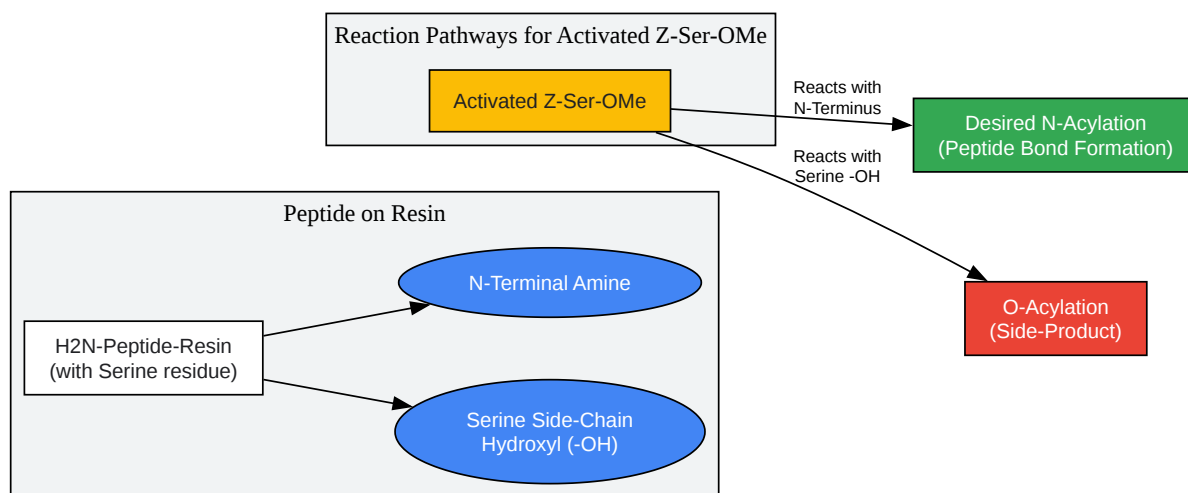 Reaction Pathways for Activated Z-Ser-OMe
Activated Z-Ser-OMe
Reacts with
N-Terminus
Desired N-Acylation
(Peptide Bond Formation)
Reacts with
Serine -OH
Peptide on Resin
N-Terminal Amine
O-Acylation
(Side-Product)
H2N-Peptide-Resin
(with Serine residue)
Serine Side-Chain
Hydroxyl (-OH)